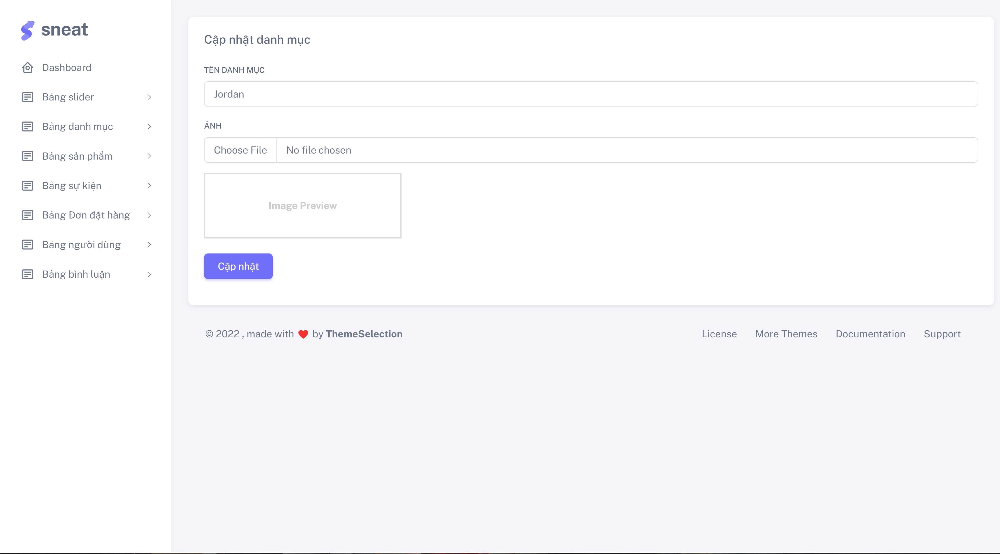 sneat
Dashboard
Bảng slider
Bảng danh mục
Bảng sản phẩm
Bảng sự kiện
Bảng Đơn đặt hàng
Bảng người dùng
Bảng bình luận
Cập nhật danh mục
TÊN DANH MỤC
Jordan
ẢNH
Choose File No file chosen
Image Preview
Cập nhật
© 2022 , made with ❤️ by ThemeSelection
License More Themes Documentation Support